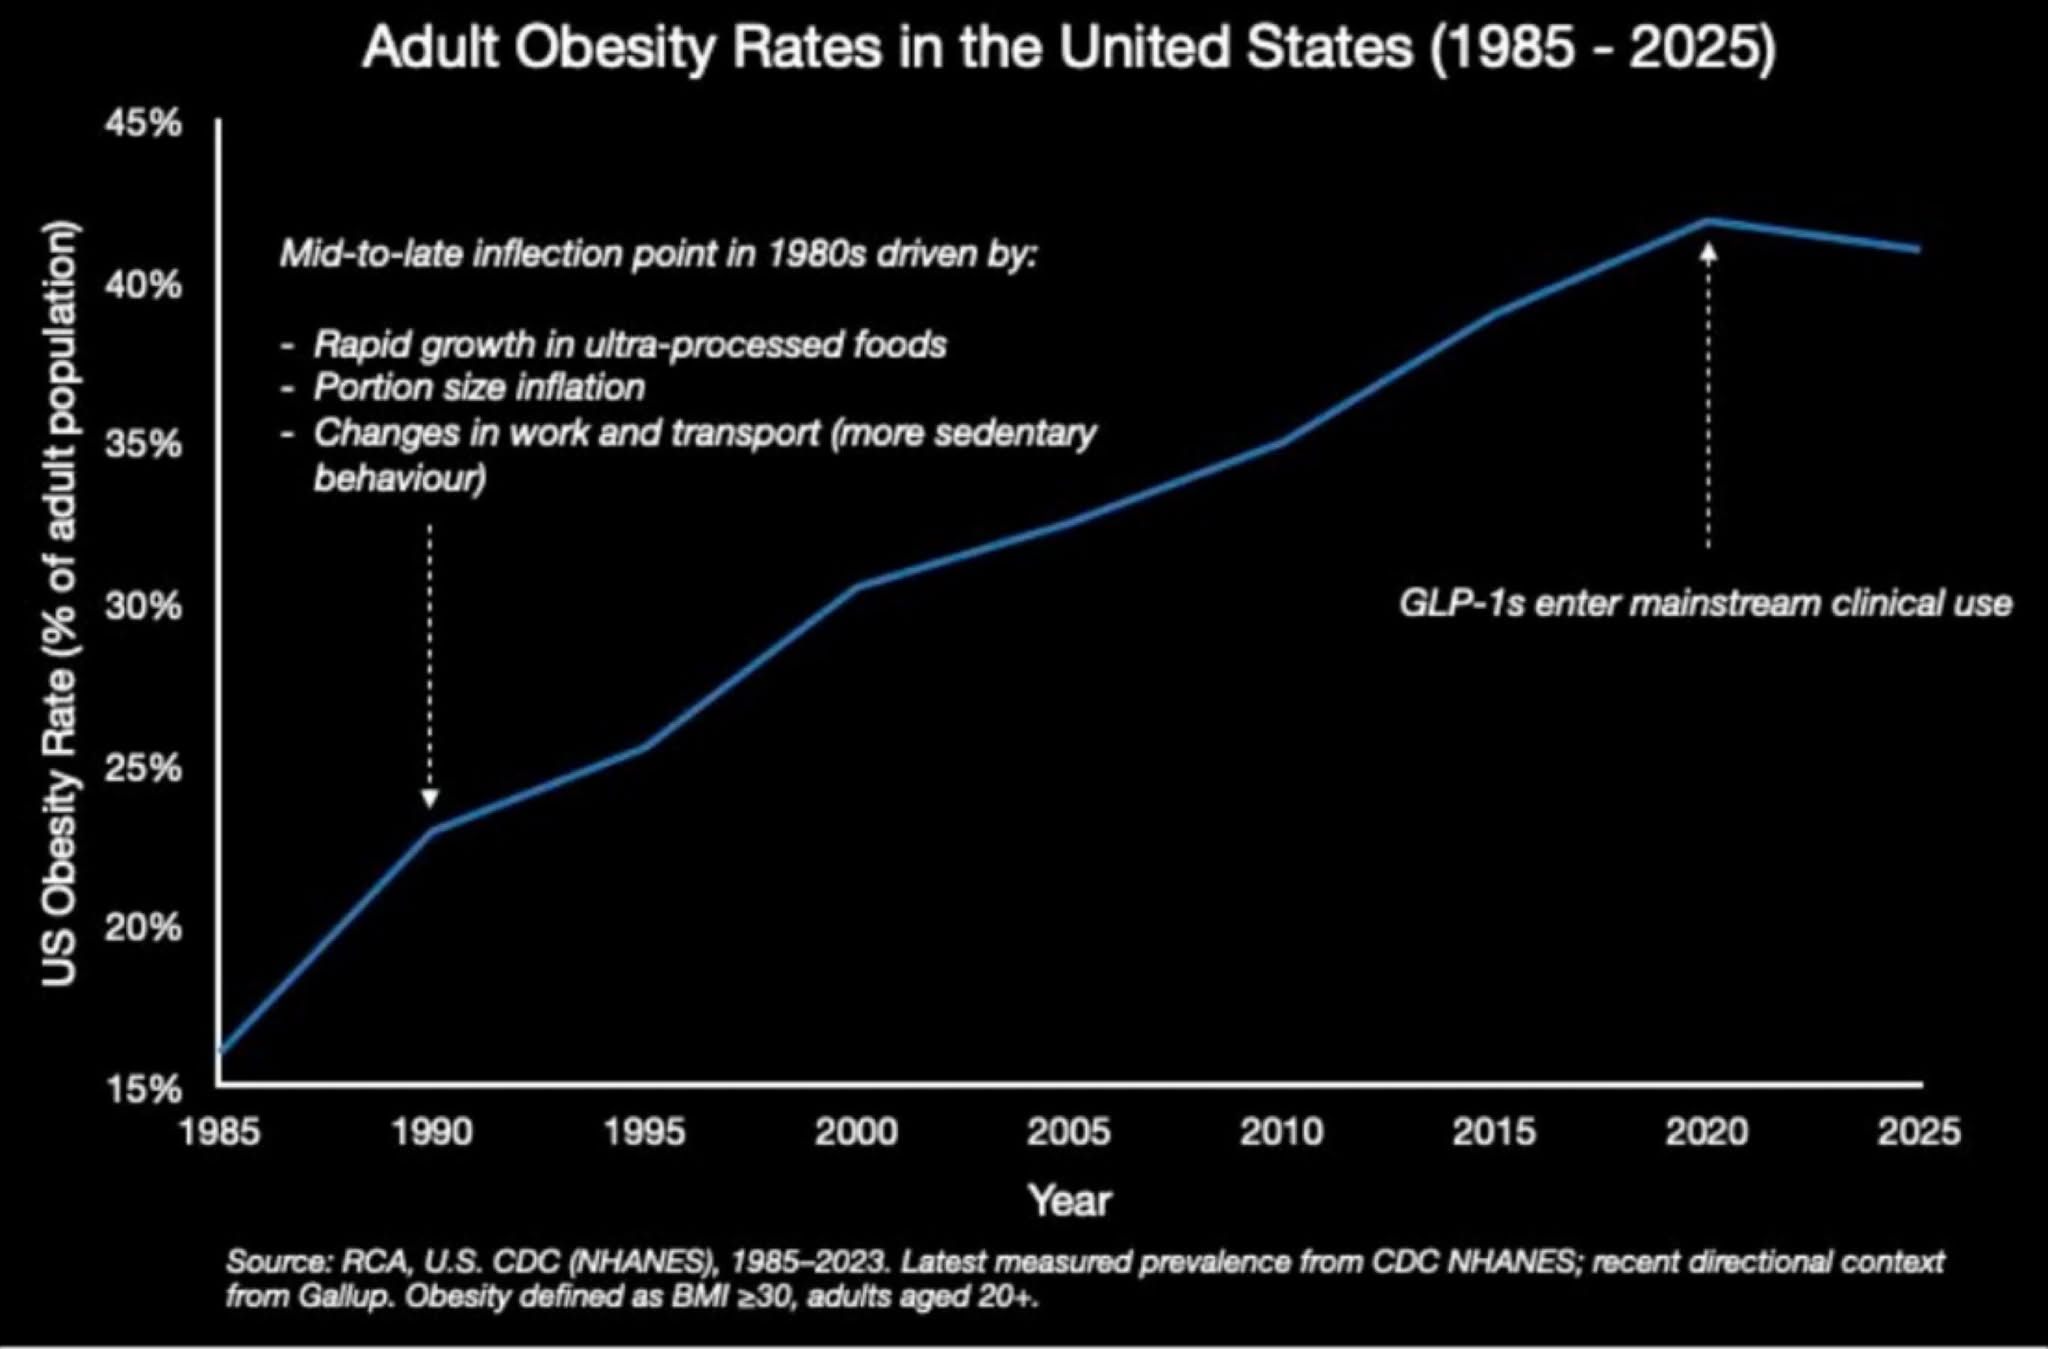 Adult Obesity Rates in the United States (1985 - 2025)
US Obesity Rate (% of adult population)
45%
40%
35%
30%
25%
20%
15%
Mid-to-late inflection point in 1980s driven by:
- Rapid growth in ultra-processed foods
- Portion size inflation
- Changes in work and transport (more sedentary
behaviour)
GLP-1s enter mainstream clinical use
1985 1990 1995 2000 2005 2010 2015 2020 2025
Year
Source: RCA, U.S. CDC (NHANES), 1985–2023. Latest measured prevalence from CDC NHANES; recent directional context
from Gallup. Obesity defined as BMI ≥30, adults aged 20+.